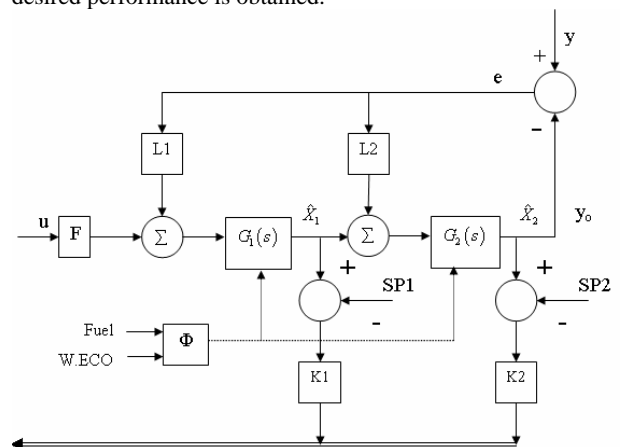 desired performance is obtained.
y
+
e
-
L1
L2
u
F
Σ
G₁(s)
X̂₁
Σ
G₂(s)
X̂₂
y₀
+
SP1
-
+
SP2
-
Fuel
W.ECO
Φ
K1
K2